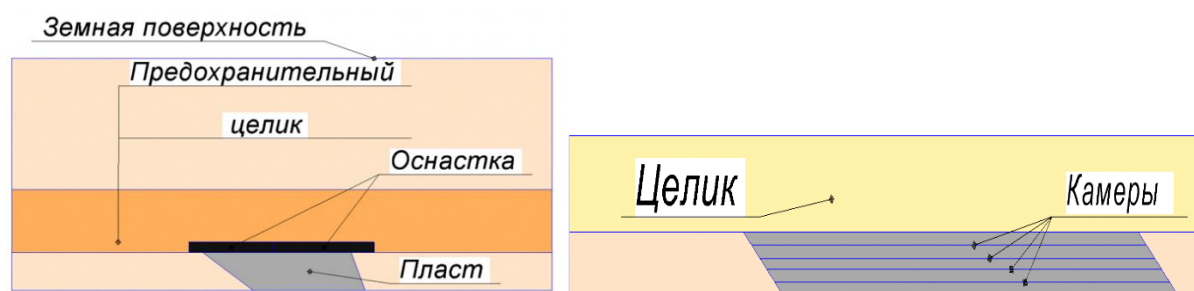 Земная поверхность
Предохранительный
целик
Оснастка
Пласт
Целик
Камеры